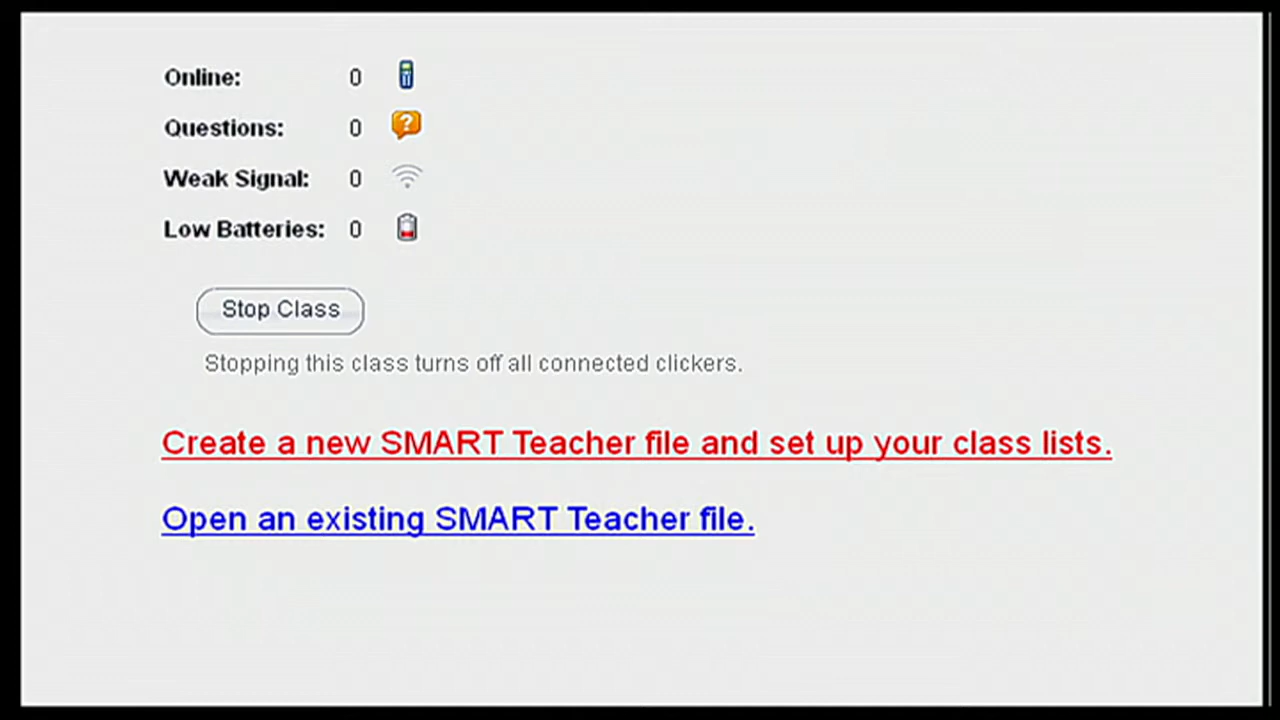 Online: 0
Questions: 0
Weak Signal: 0
Low Batteries: 0
Stop Class
Stopping this class turns off all connected clickers.
Create a new SMART Teacher file and set up your class lists.
Open an existing SMART Teacher file.